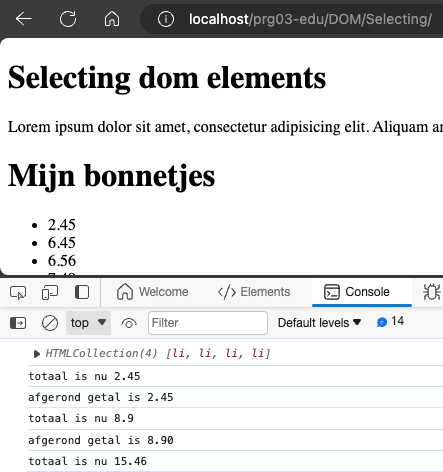 localhost/prg03-edu/DOM/Selecting/
Selecting dom elements
Lorem ipsum dolor sit amet, consectetur adipisicing elit. Aliquam
Mijn bonnetjes
2.45
6.45
6.56
Welcome
Elements
Console
top
Filter
Default levels
14
HTMLCollection(4) [li, li, li, li]
totaal is nu 2.45
afgerond getal is 2.45
totaal is nu 8.9
afgerond getal is 8.90
totaal is nu 15.46